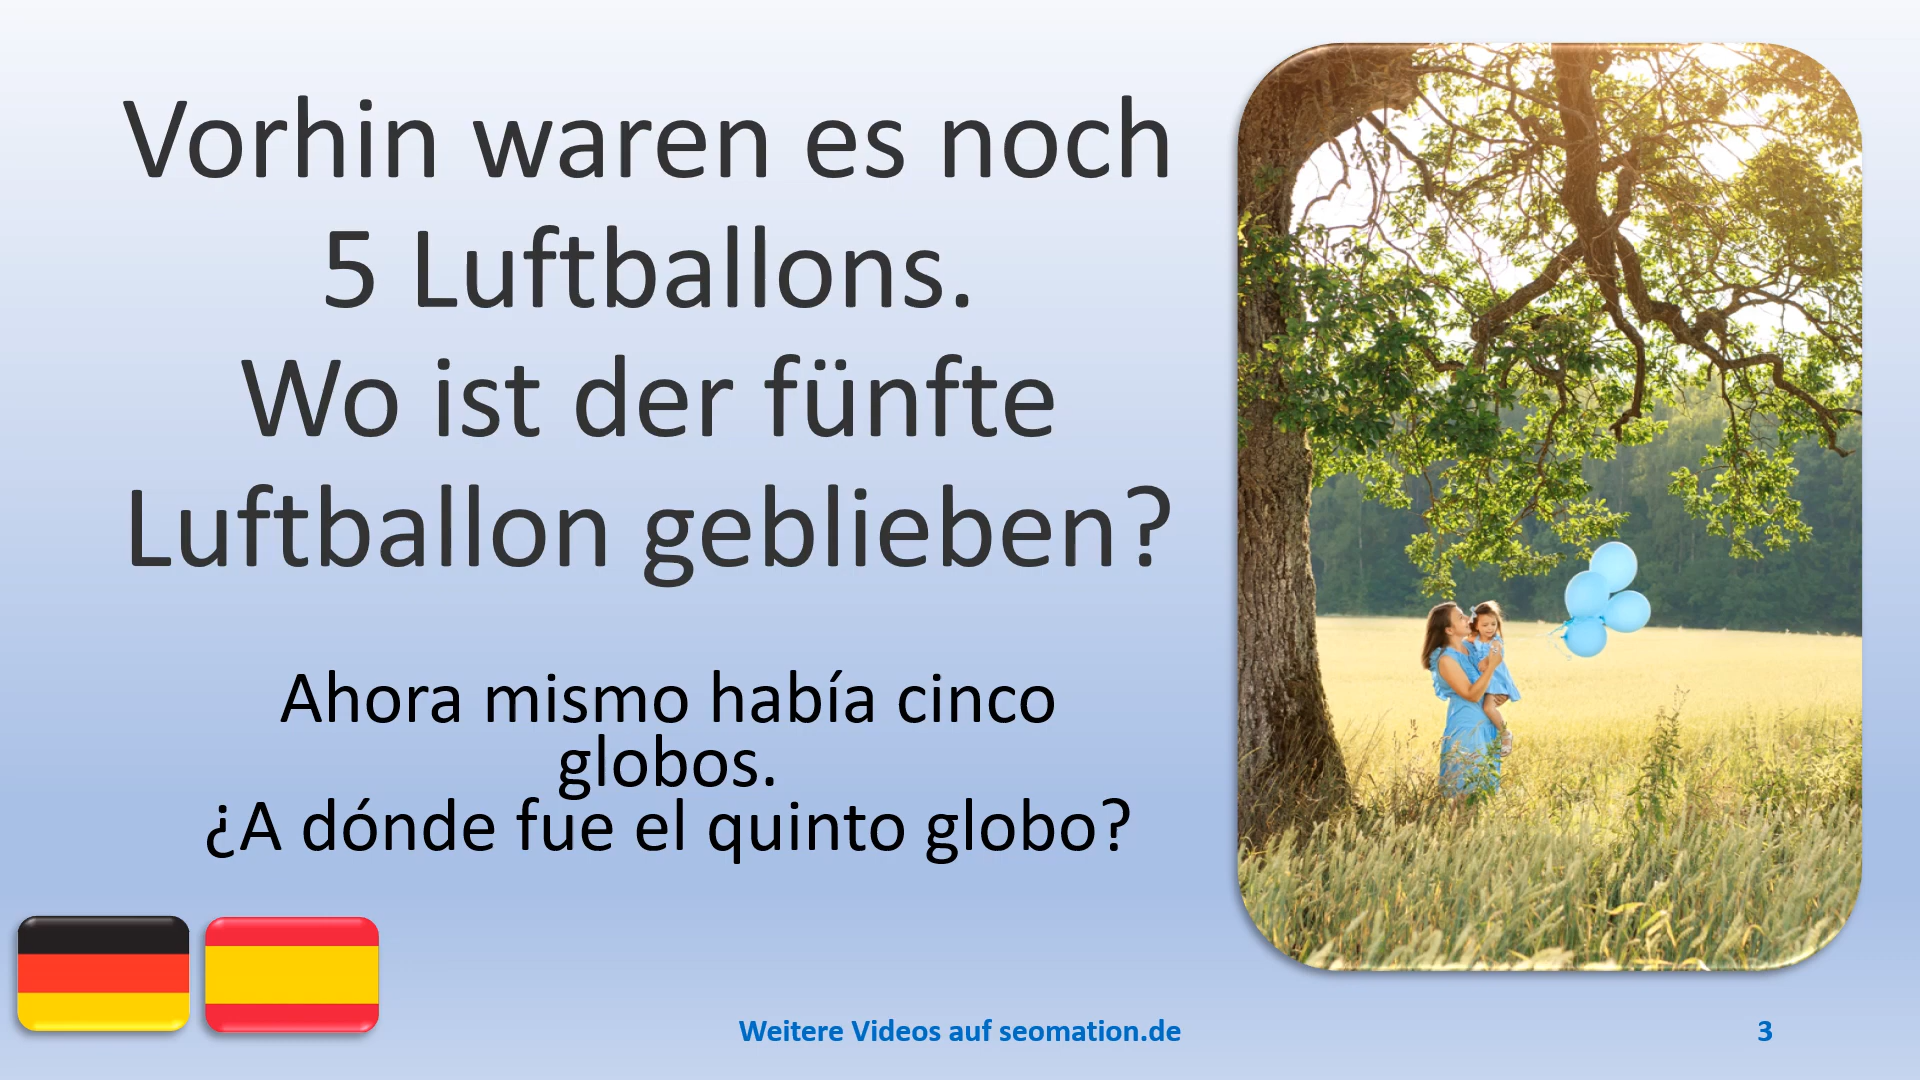 Vorhin waren es noch
5 Luftballons.
Wo ist der fünfte
Luftballon geblieben?
Ahora mismo había cinco
globos.
¿A dónde fue el quinto globo?
Weitere Videos auf seomation.de
3